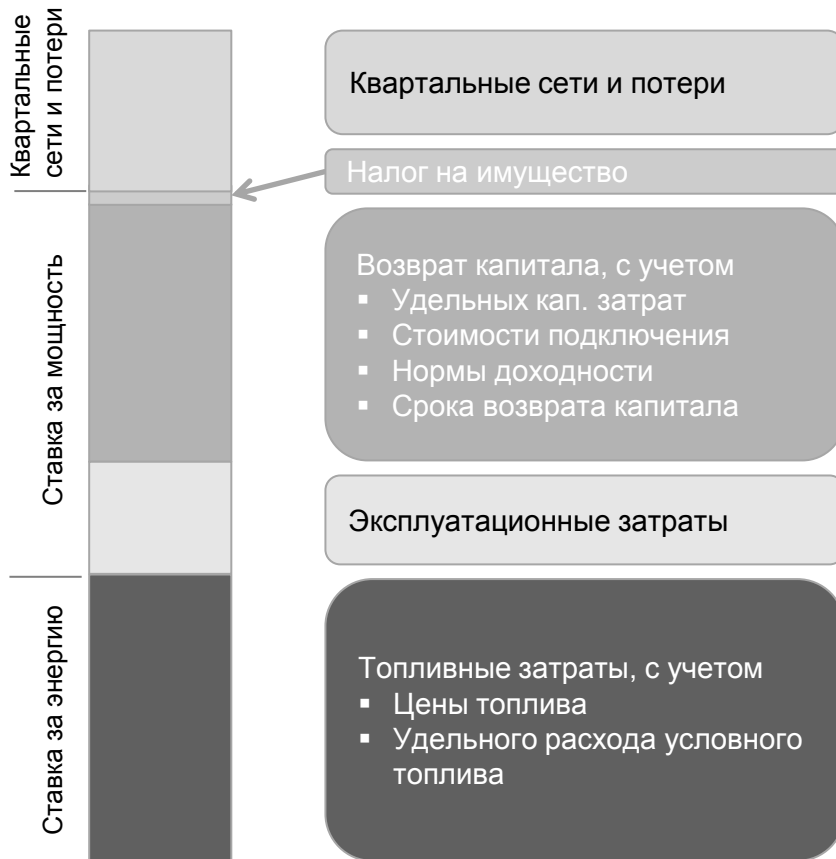 Квартальные
сети и потери
Ставка за мощность
Ставка за энергию
Квартальные сети и потери
Налог на имущество
Возврат капитала, с учетом
▪ Удельных кап. затрат
▪ Стоимости подключения
▪ Нормы доходности
▪ Срока возврата капитала
Эксплуатационные затраты
Топливные затраты, с учетом
▪ Цены топлива
▪ Удельного расхода условного
топлива